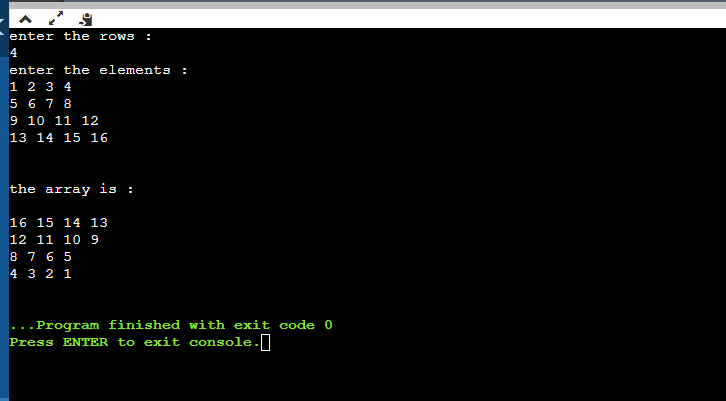 enter the rows :
4
enter the elements :
1 2 3 4
5 6 7 8
9 10 11 12
13 14 15 16
the array is :
16 15 14 13
12 11 10 9
8 7 6 5
4 3 2 1
...Program finished with exit code 0
Press ENTER to exit console.